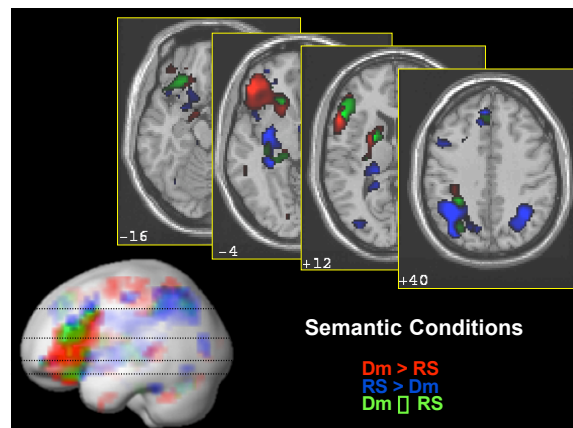 -16
-4
+12
+40
Semantic Conditions
Dm > RS
RS > Dm
Dm ▯ RS